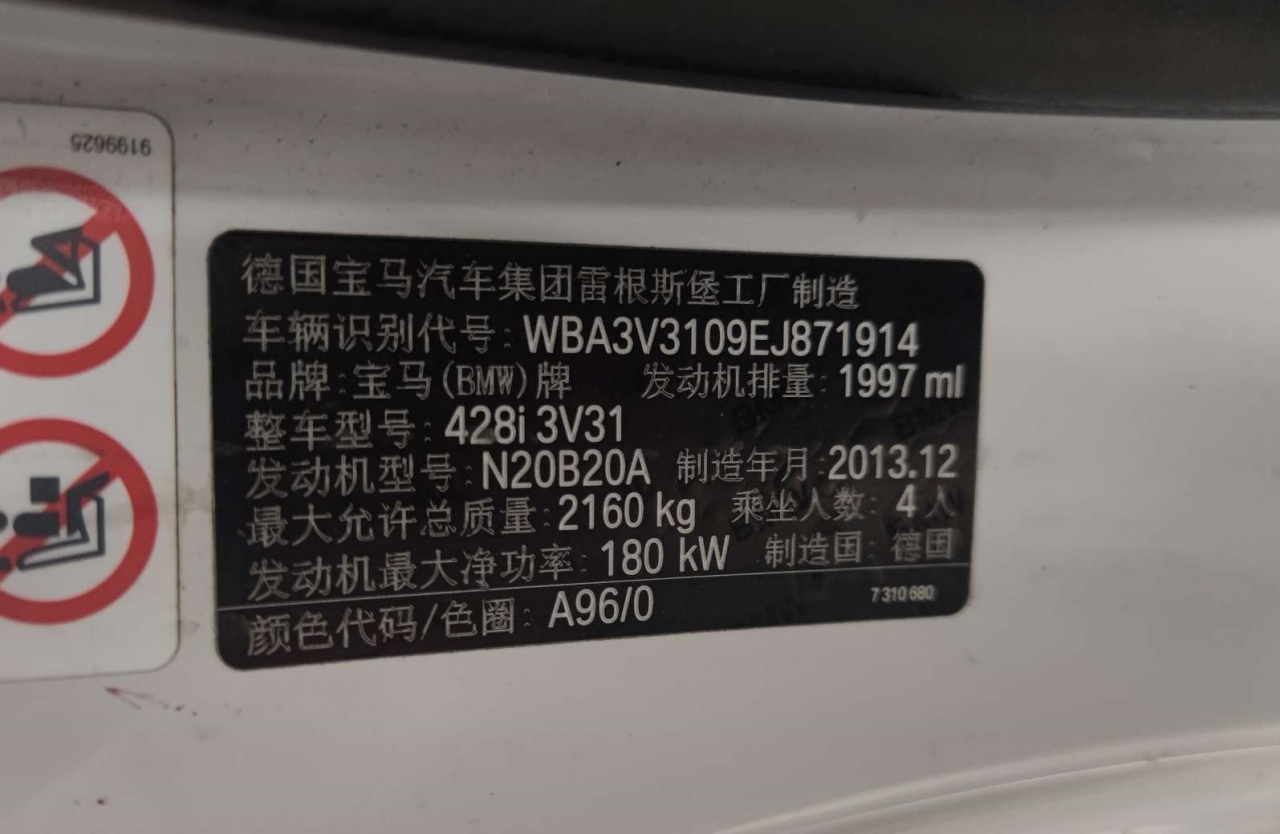 9199625
德国宝马汽车集团雷根斯堡工厂制造
车辆识别代号: WBA3V3109EJ871914
品牌: 宝马(BMW)牌 发动机排量: 1997 ml
整车型号: 428i 3V31
发动机型号: N20B20A 制造年月: 2013.12
最大允许总质量: 2160 kg 乘坐人数: 4 人
发动机最大净功率: 180 kW 制造国: 德国
颜色代码/色圈: A96/0 7310680